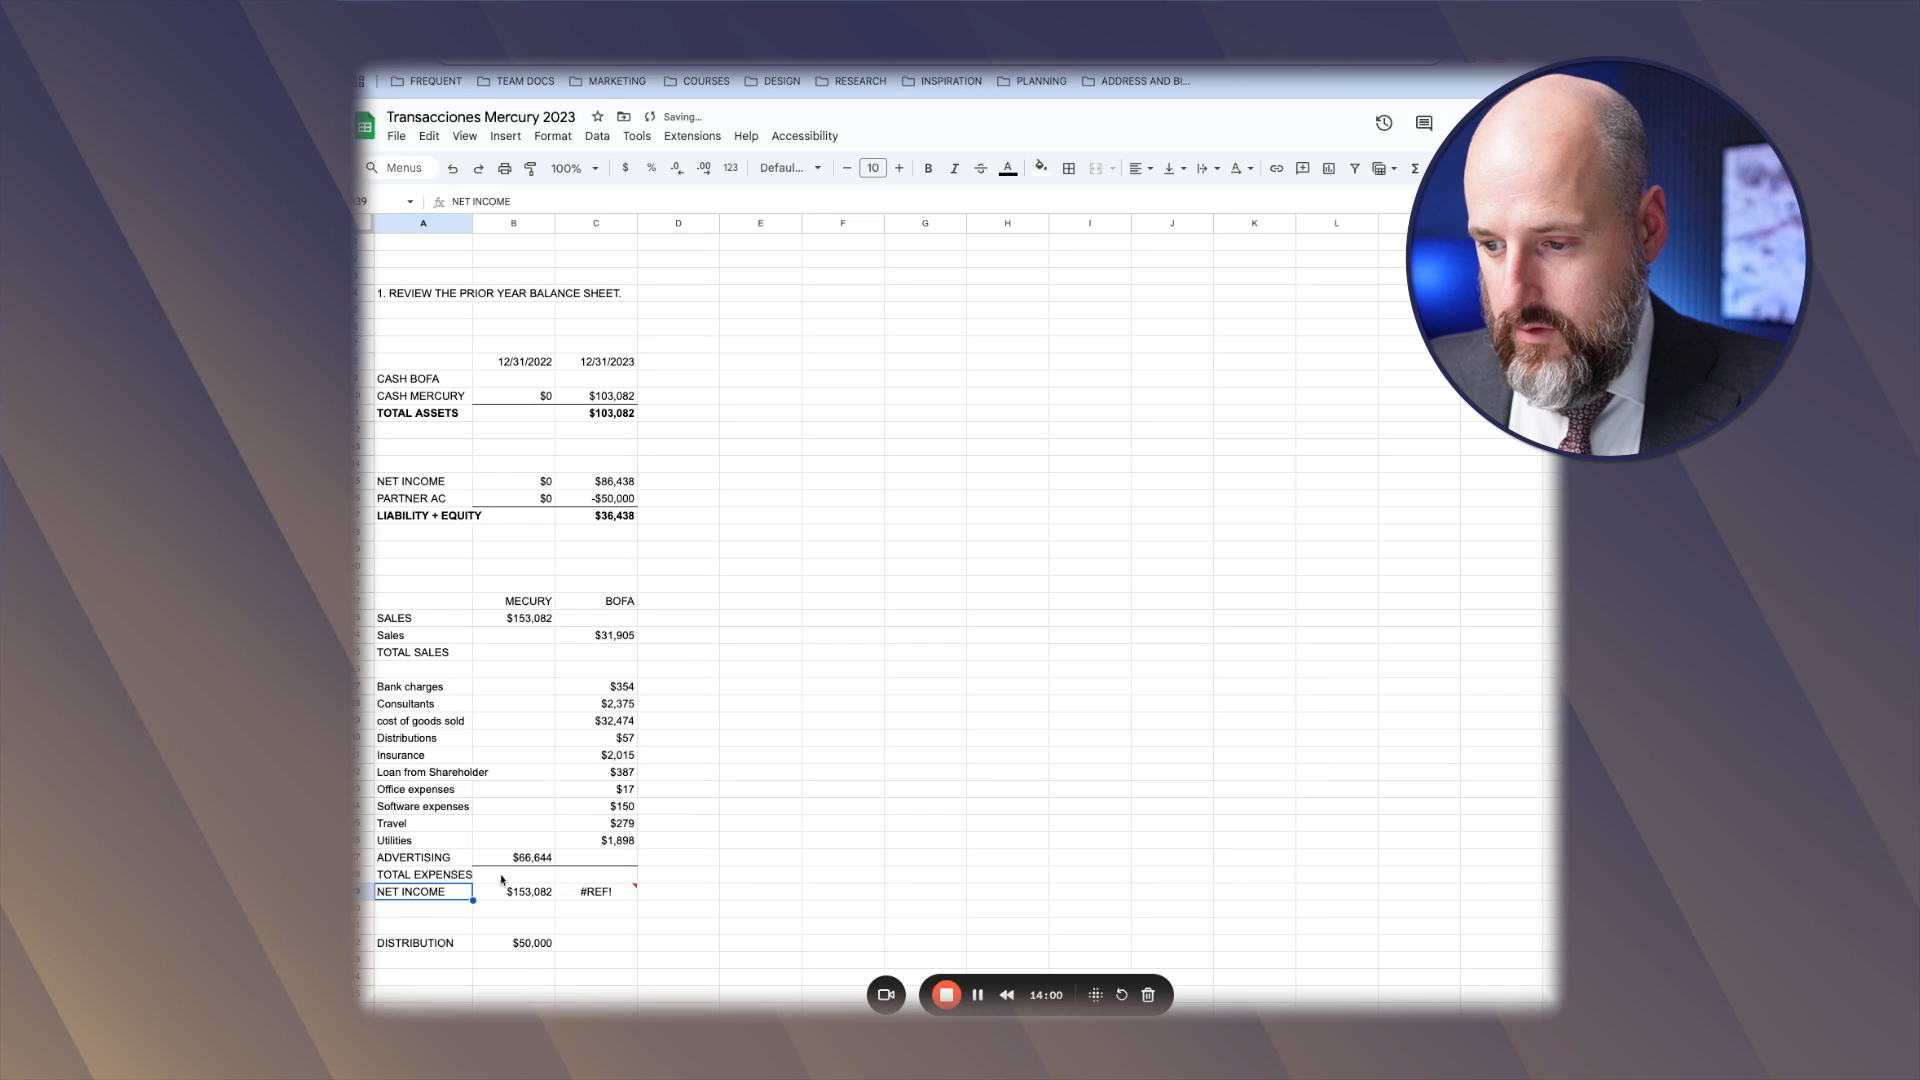 FREQUENT TEAM DOCS MARKETING COURSES DESIGN RESEARCH INSPIRATION PLANNING ADDRESS AND BI...
Transacciones Mercury 2023 Saving...
File Edit View Insert Format Data Tools Extensions Help Accessibility
Menus 100% $ % .0 .00 123 Defaul... 10 B I A Σ
39 fx NET INCOME
A B C D E F G H I J K L
1. REVIEW THE PRIOR YEAR BALANCE SHEET.
12/31/2022 12/31/2023
CASH BOFA
CASH MERCURY $0 $103,082
TOTAL ASSETS $103,082
NET INCOME $0 $86,438
PARTNER AC $0 -$50,000
LIABILITY + EQUITY $36,438
MECURY BOFA
SALES $153,082
Sales $31,905
TOTAL SALES
Bank charges $354
Consultants $2,375
cost of goods sold $32,474
Distributions $57
Insurance $2,015
Loan from Shareholder $387
Office expenses $17
Software expenses $150
Travel $279
Utilities $1,898
ADVERTISING $66,644
TOTAL EXPENSES
NET INCOME $153,082 #REF!
DISTRIBUTION $50,000
14:00